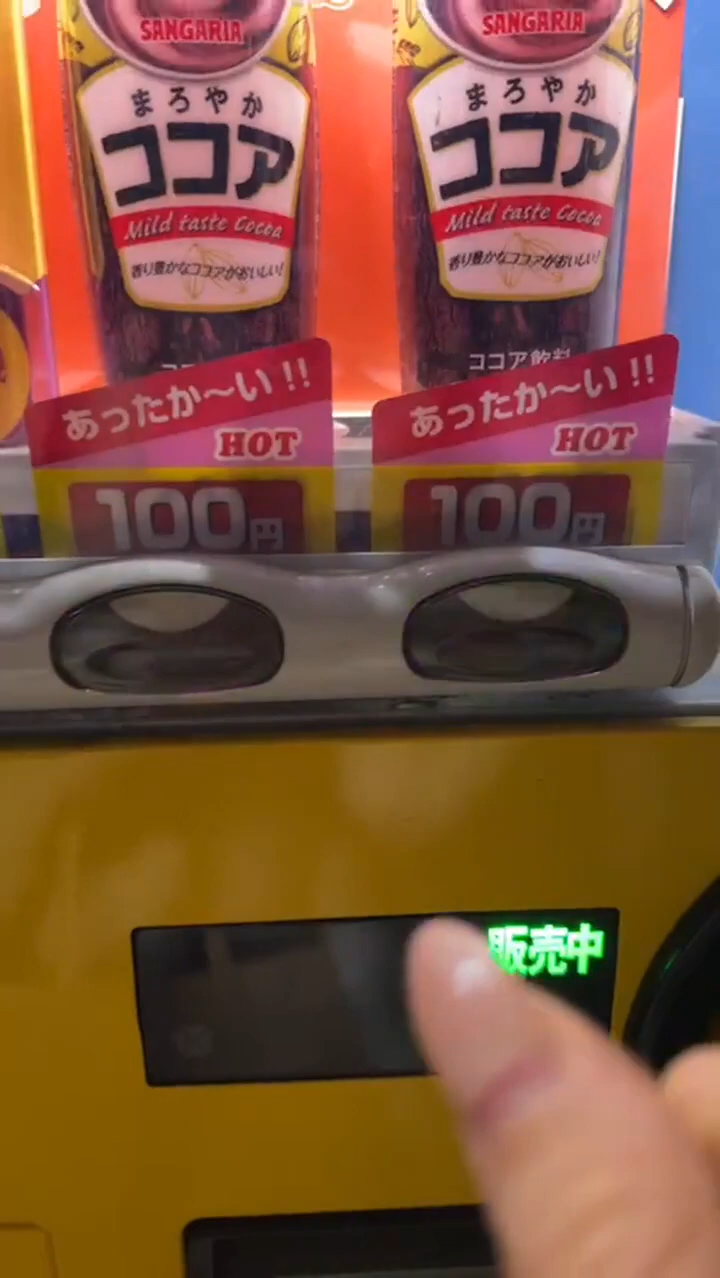 SANGARIA
まろやか
ココア
Mild taste Cocoa
香り豊かなココアがおいしい!
あったか〜い!!
HOT
100円
SANGARIA
まろやか
ココア
Mild taste Cocoa
香り豊かなココアがおいしい!
ココア飲料
あったか〜い!!
HOT
100円
販売中